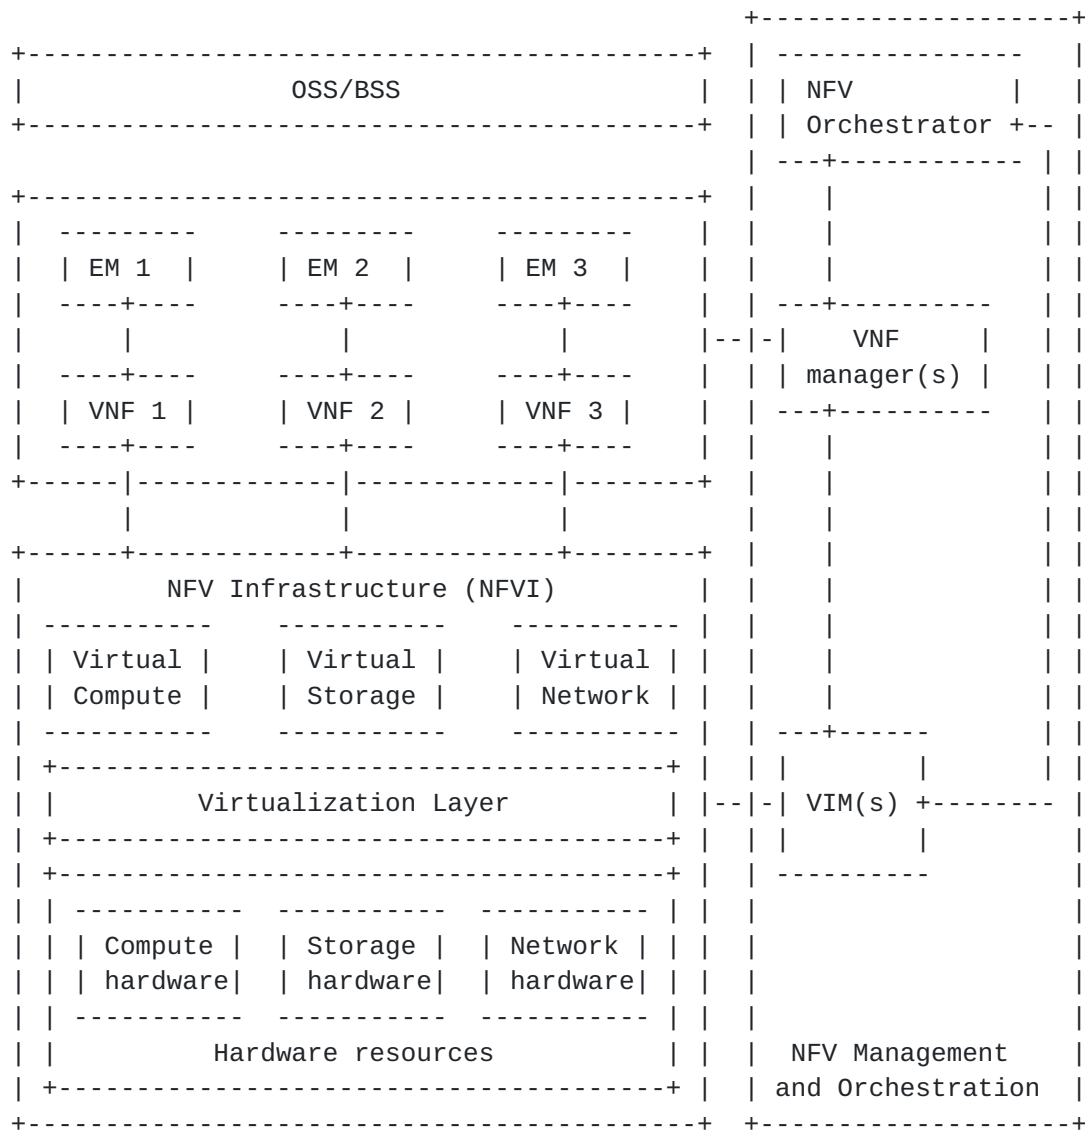 OSS/BSS
NFV
Orchestrator
EM 1 EM 2 EM 3
VNF
manager(s)
VNF 1 VNF 2 VNF 3
NFV Infrastructure (NFVI)
Virtual Virtual Virtual
Compute Storage Network
Virtualization Layer
VIM(s)
Compute Storage Network
hardware hardware hardware
Hardware resources
NFV Management
and Orchestration